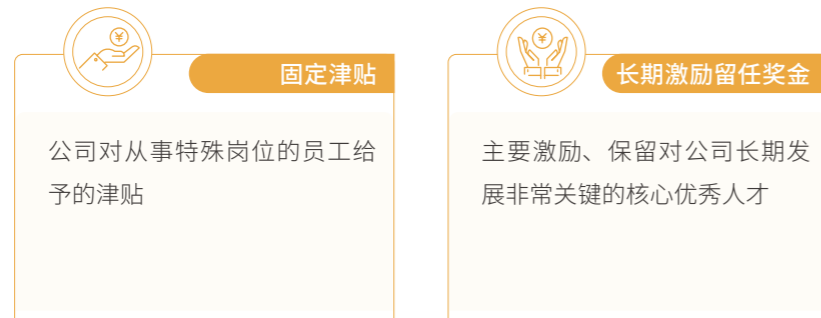 固定津贴
公司对从事特殊岗位的员工给
予的津贴
长期激励留任奖金
主要激励、保留对公司长期发
展非常关键的核心优秀人才